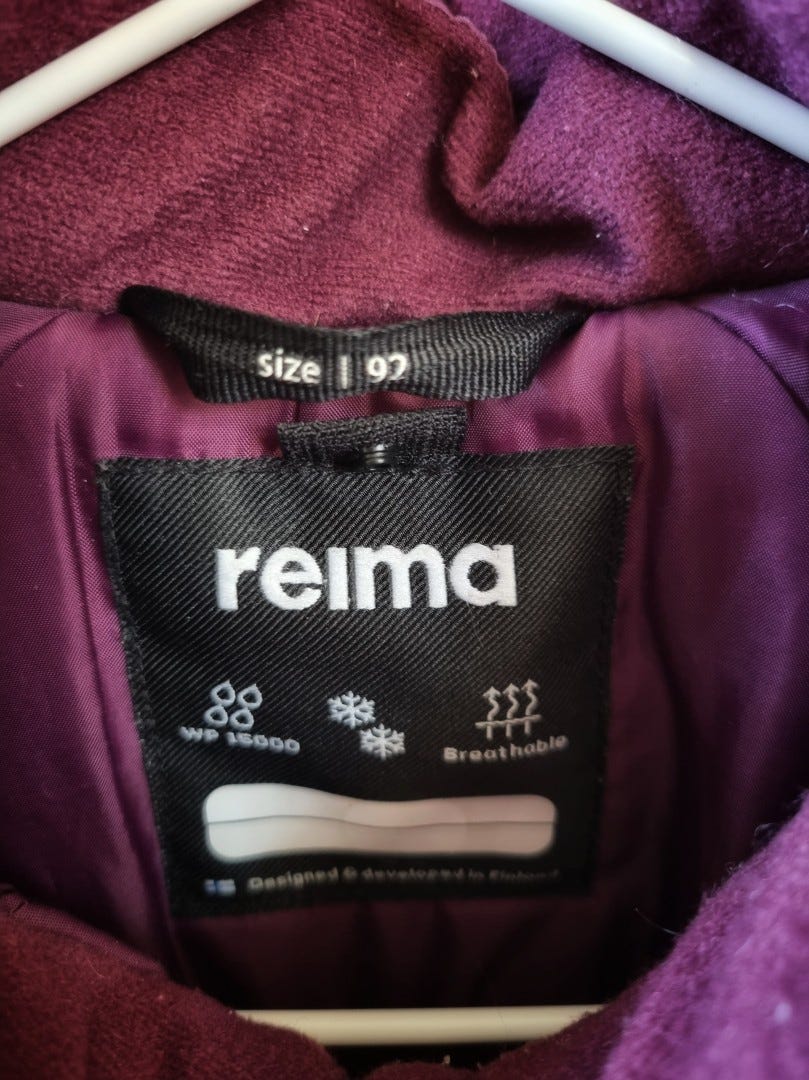 size | 92
reima
WP 15000
Breathable
Designed & developed in Finland